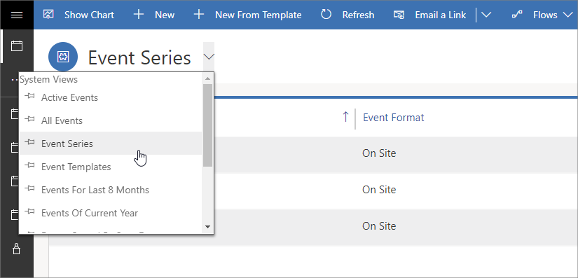 Show Chart + New + New From Template Refresh Email a Link Flows
Event Series
System Views
Active Events
All Events
Event Series
Event Templates
Events For Last 8 Months
Events Of Current Year
↑ Event Format
On Site
On Site
On Site